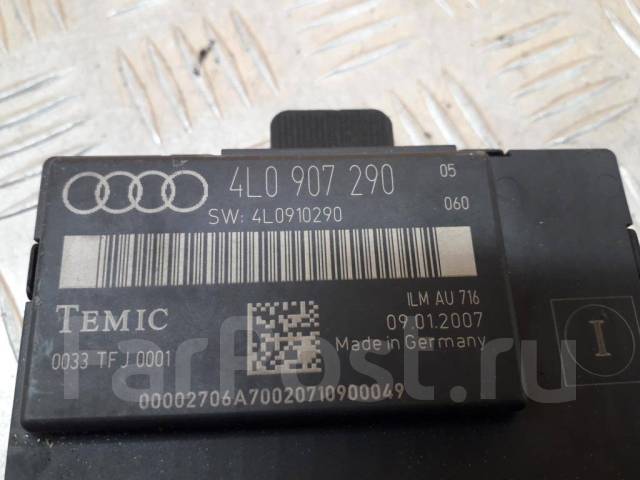 4L0 907 290 05
SW: 4L0910290 060
TEMIC
ILM AU 716
09.01.2007
0033 TFJ 0001
Made in Germany
00002706A70020710900049
I
FarPost.ru